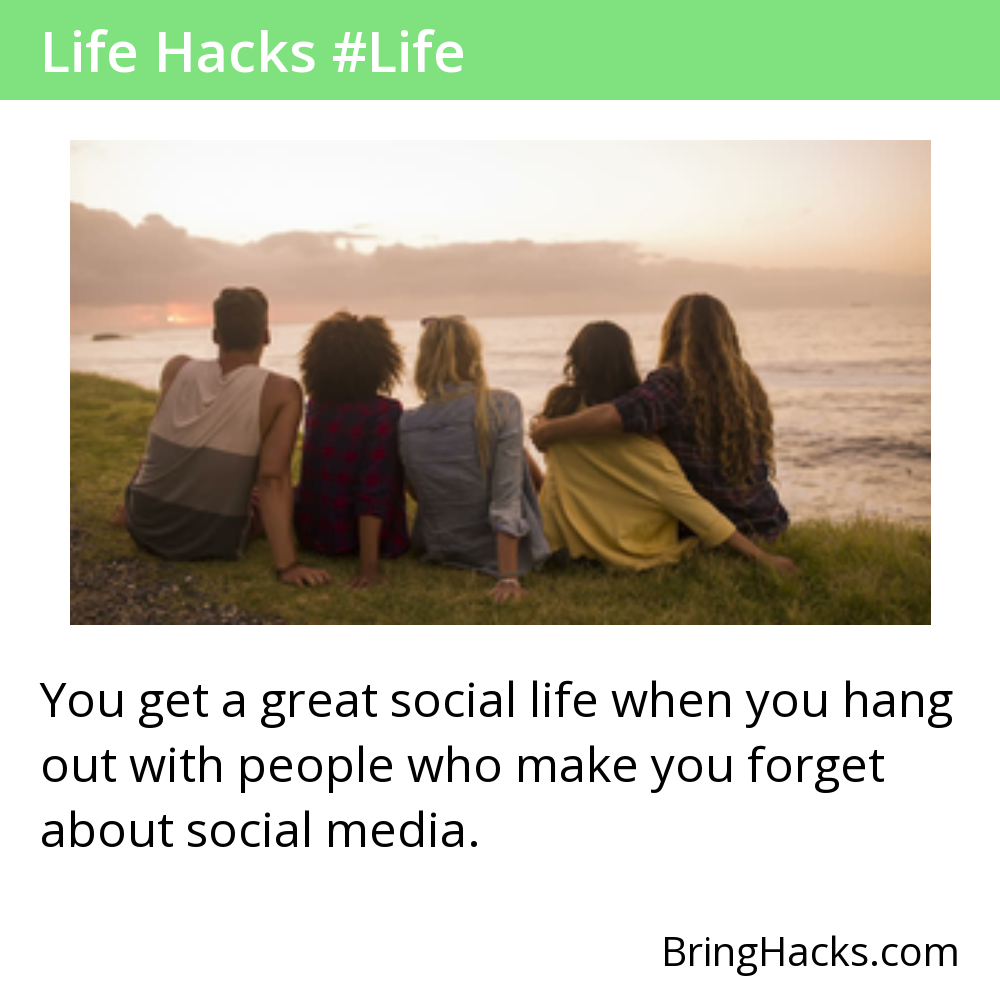 Life Hacks #Life
You get a great social life when you hang
out with people who make you forget
about social media.
BringHacks.com